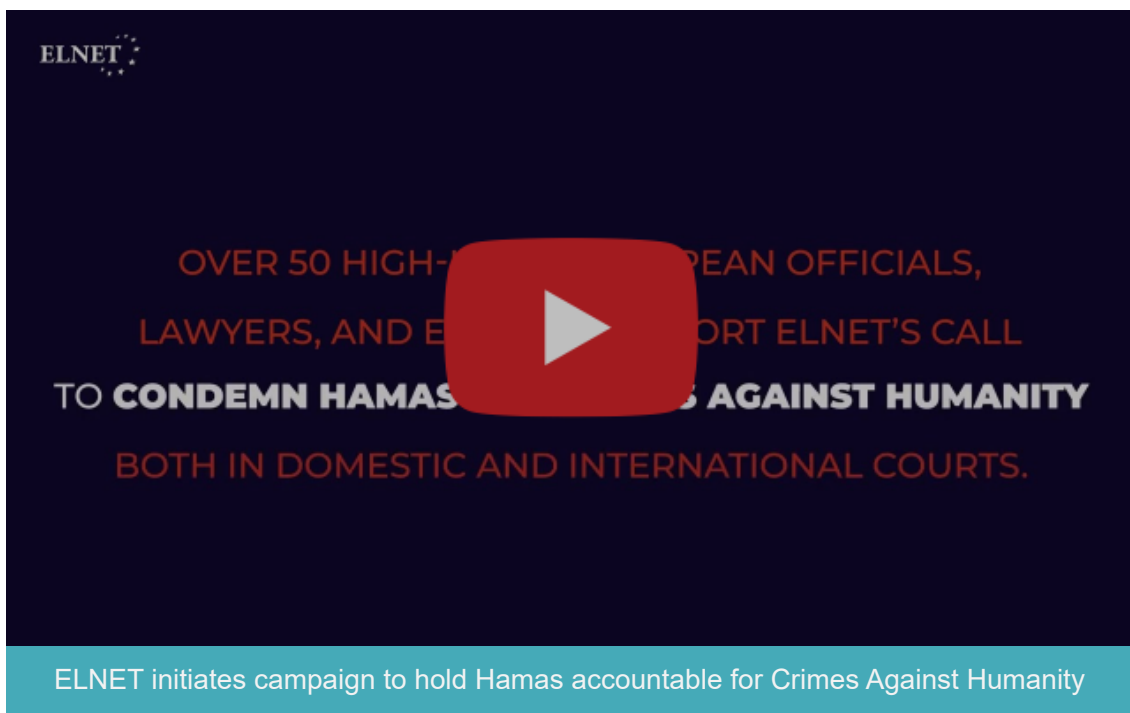 ELNET
OVER 50 HIGH- PEAN OFFICIALS,
LAWYERS, AND E ORT ELNET'S CALL
TO CONDEMN HAMAS S AGAINST HUMANITY
BOTH IN DOMESTIC AND INTERNATIONAL COURTS.
ELNET initiates campaign to hold Hamas accountable for Crimes Against Humanity